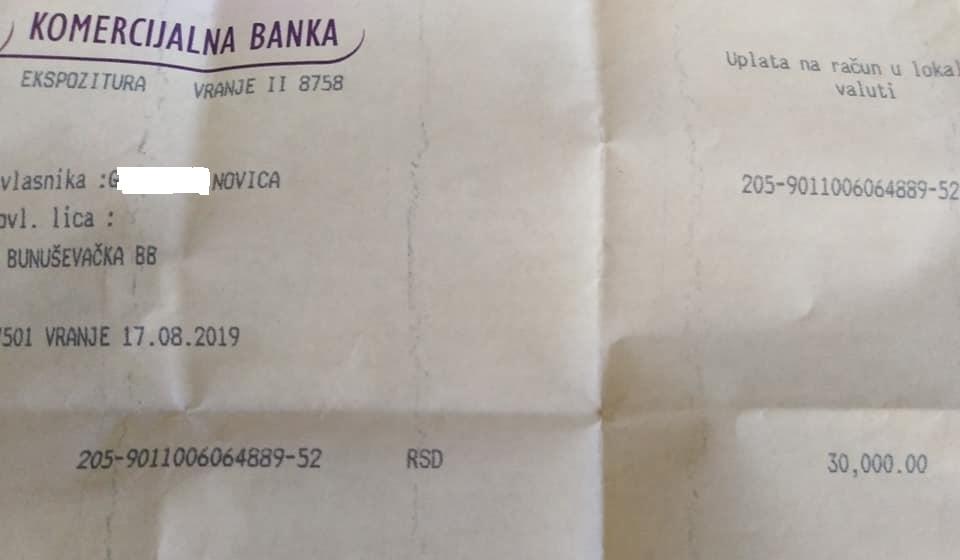 KOMERCIJALNA BANKA
EKSPOZITURA VRANJE II 8758
Uplata na račun u lokal
valuti
vlasnika :G NOVICA
205-9011006064889-52
ovl. lica :
BUNUŠEVAČKA BB
501 VRANJE 17.08.2019
205-9011006064889-52 RSD 30,000.00